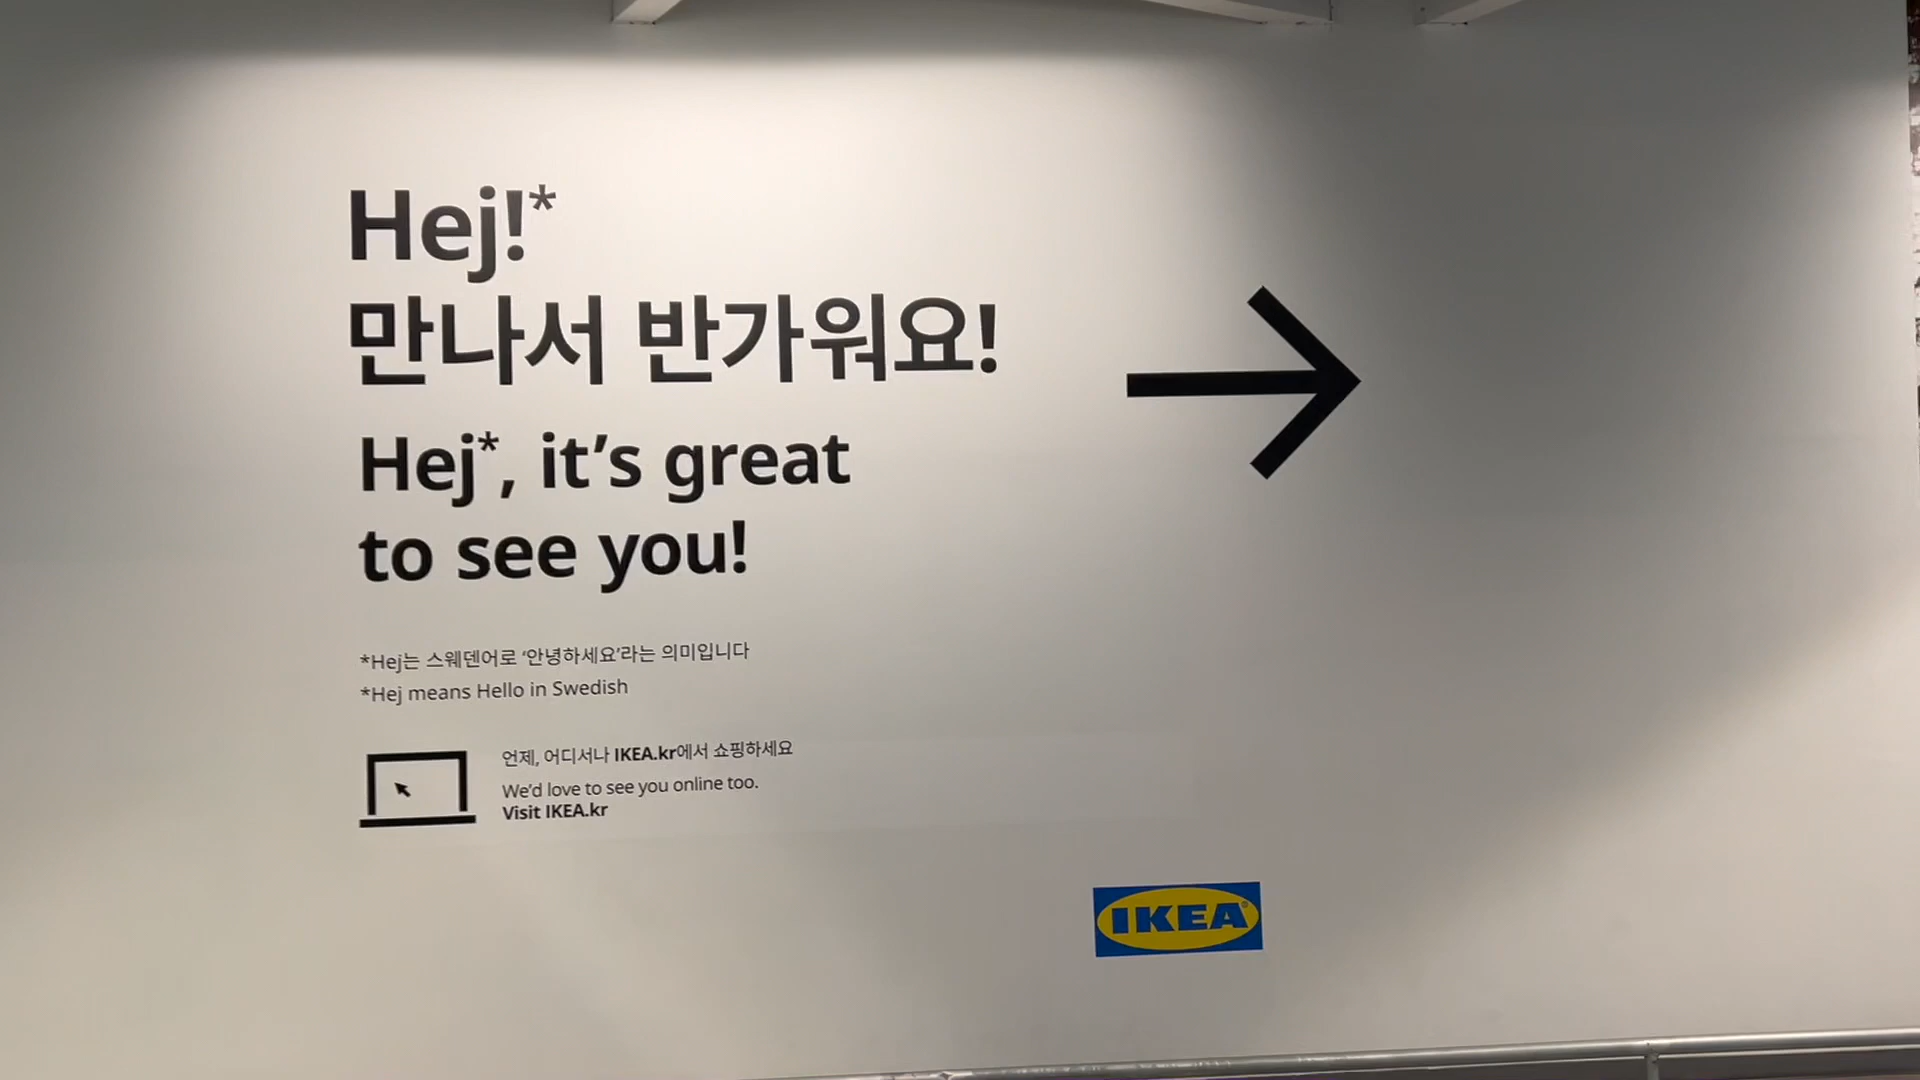 Hej!*
만나서 반가워요!
Hej*, it’s great
to see you!
*Hej는 스웨덴어로 ‘안녕하세요’라는 의미입니다
*Hej means Hello in Swedish
언제, 어디서나 IKEA.kr에서 쇼핑하세요
We’d love to see you online too.
Visit IKEA.kr
IKEA®